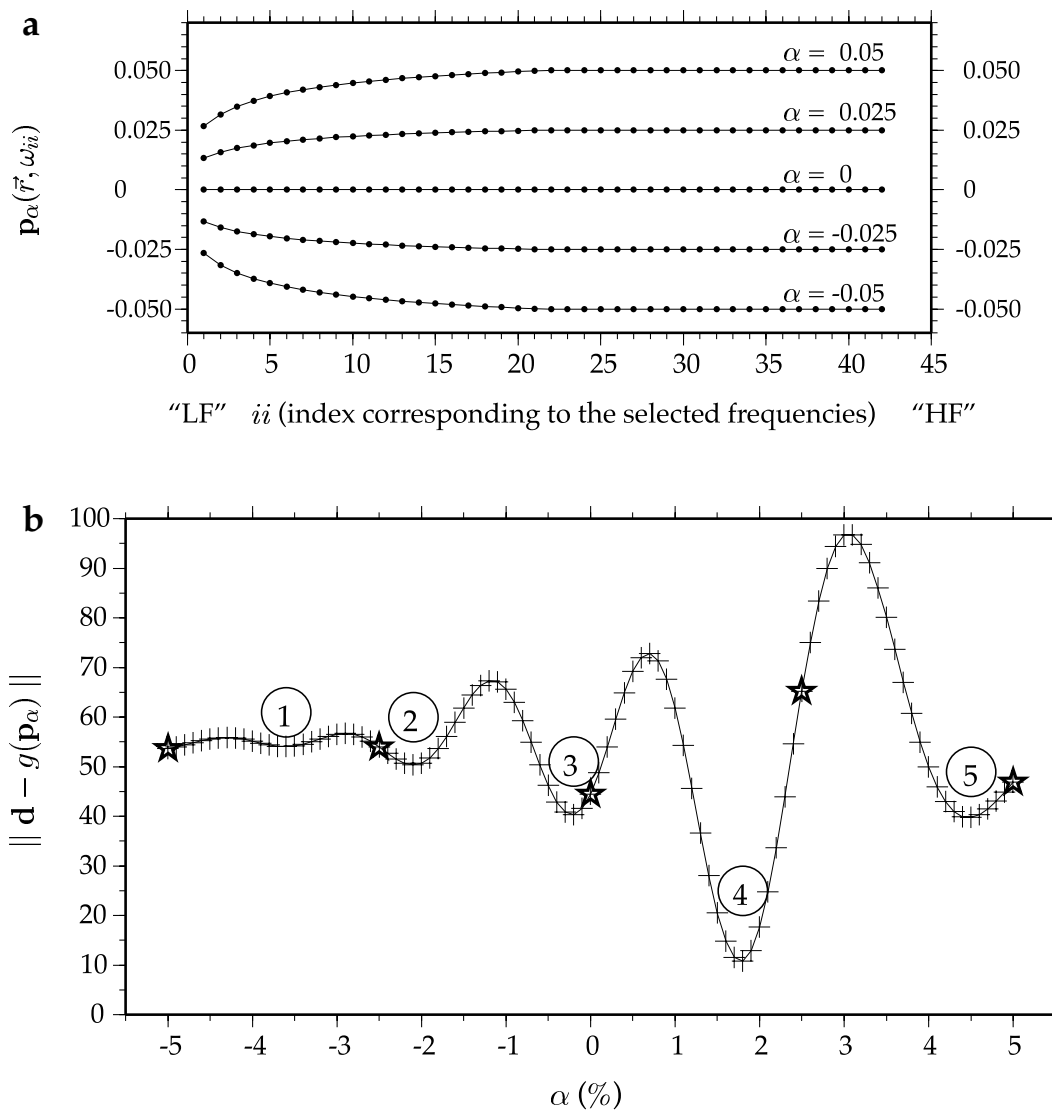 a
α = 0.05
0.050 0.050
α = 0.025
0.025 0.025
α = 0
0 0
α = -0.025
-0.025 -0.025
α = -0.05
-0.050 -0.050
p_α(r⃗, ω_ii)
0 5 10 15 20 25 30 35 40 45
“LF” ii (index corresponding to the selected frequencies) “HF”
b
100
90
80
70
60
50
40
30
20
10
0
|| d − g(p_α) ||
1
2
3
4
5
-5 -4 -3 -2 -1 0 1 2 3 4 5
α (%)